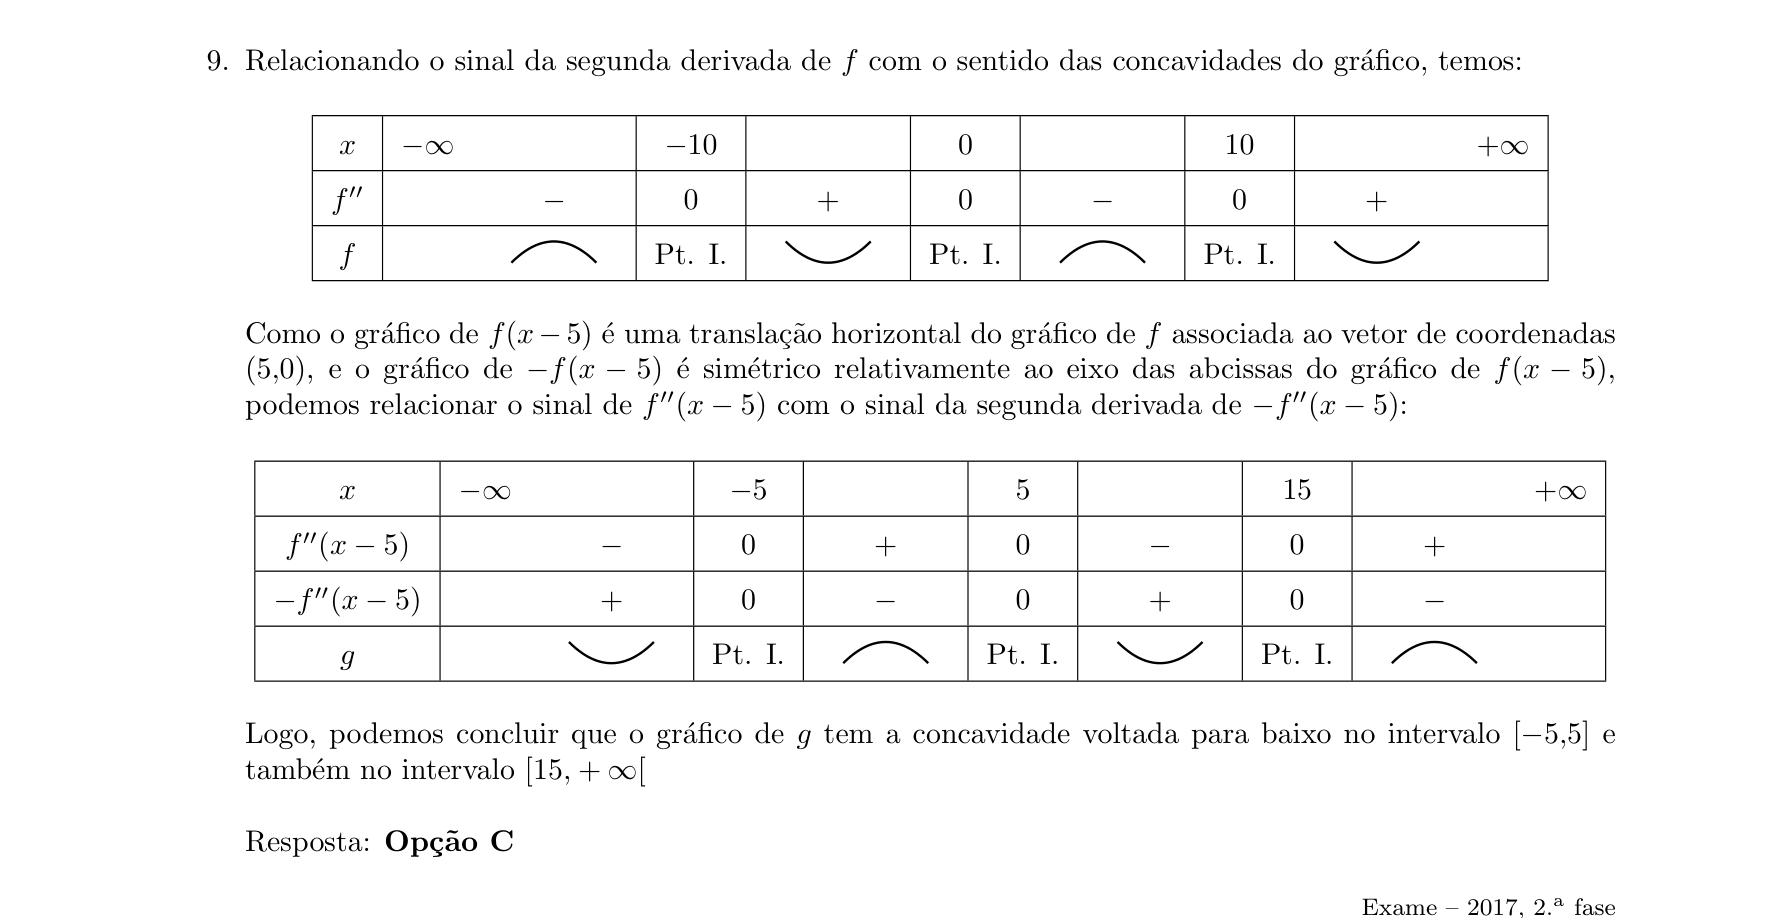 9. Relacionando o sinal da segunda derivada de f com o sentido das concavidades do gráfico, temos:
x −∞ −10 0 10 +∞
f′′ − 0 + 0 − 0 +
f Pt. I. Pt. I. Pt. I.
Como o gráfico de f(x − 5) é uma translação horizontal do gráfico de f associada ao vetor de coordenadas
(5,0), e o gráfico de −f(x − 5) é simétrico relativamente ao eixo das abcissas do gráfico de f(x − 5),
podemos relacionar o sinal de f′′(x − 5) com o sinal da segunda derivada de −f′′(x − 5):
x −∞ −5 5 15 +∞
f′′(x − 5) − 0 + 0 − 0 +
−f′′(x − 5) + 0 − 0 + 0 −
g Pt. I. Pt. I. Pt. I.
Logo, podemos concluir que o gráfico de g tem a concavidade voltada para baixo no intervalo [−5,5] e
também no intervalo [15, + ∞[
Resposta: Opção C
Exame – 2017, 2.ª fase